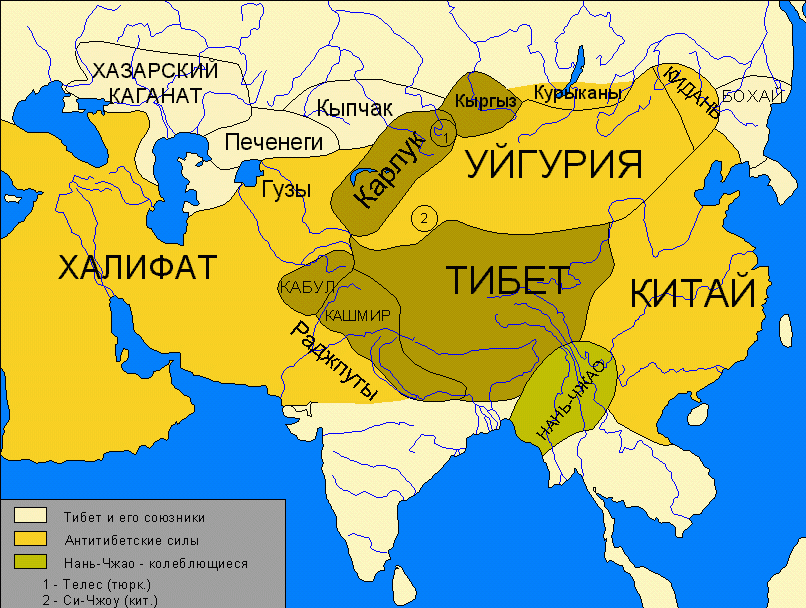 ХАЗАРСКИЙ
КАГАНАТ
Кыпчак
Кыргыз
Курыканы
КИДАНЬ
БОХАЙ
Печенеги
1
Карлук
УЙГУРИЯ
Гузы
2
ХАЛИФАТ
КАБУЛ
ТИБЕТ
КИТАЙ
КАШМИР
Раджпуты
НАНЬ-ЧЖАО
Тибет и его союзники
Антитибетские силы
Нань-Чжао - колеблющиеся
1 - Телес (тюрк.)
2 - Си-Чжоу (кит.)